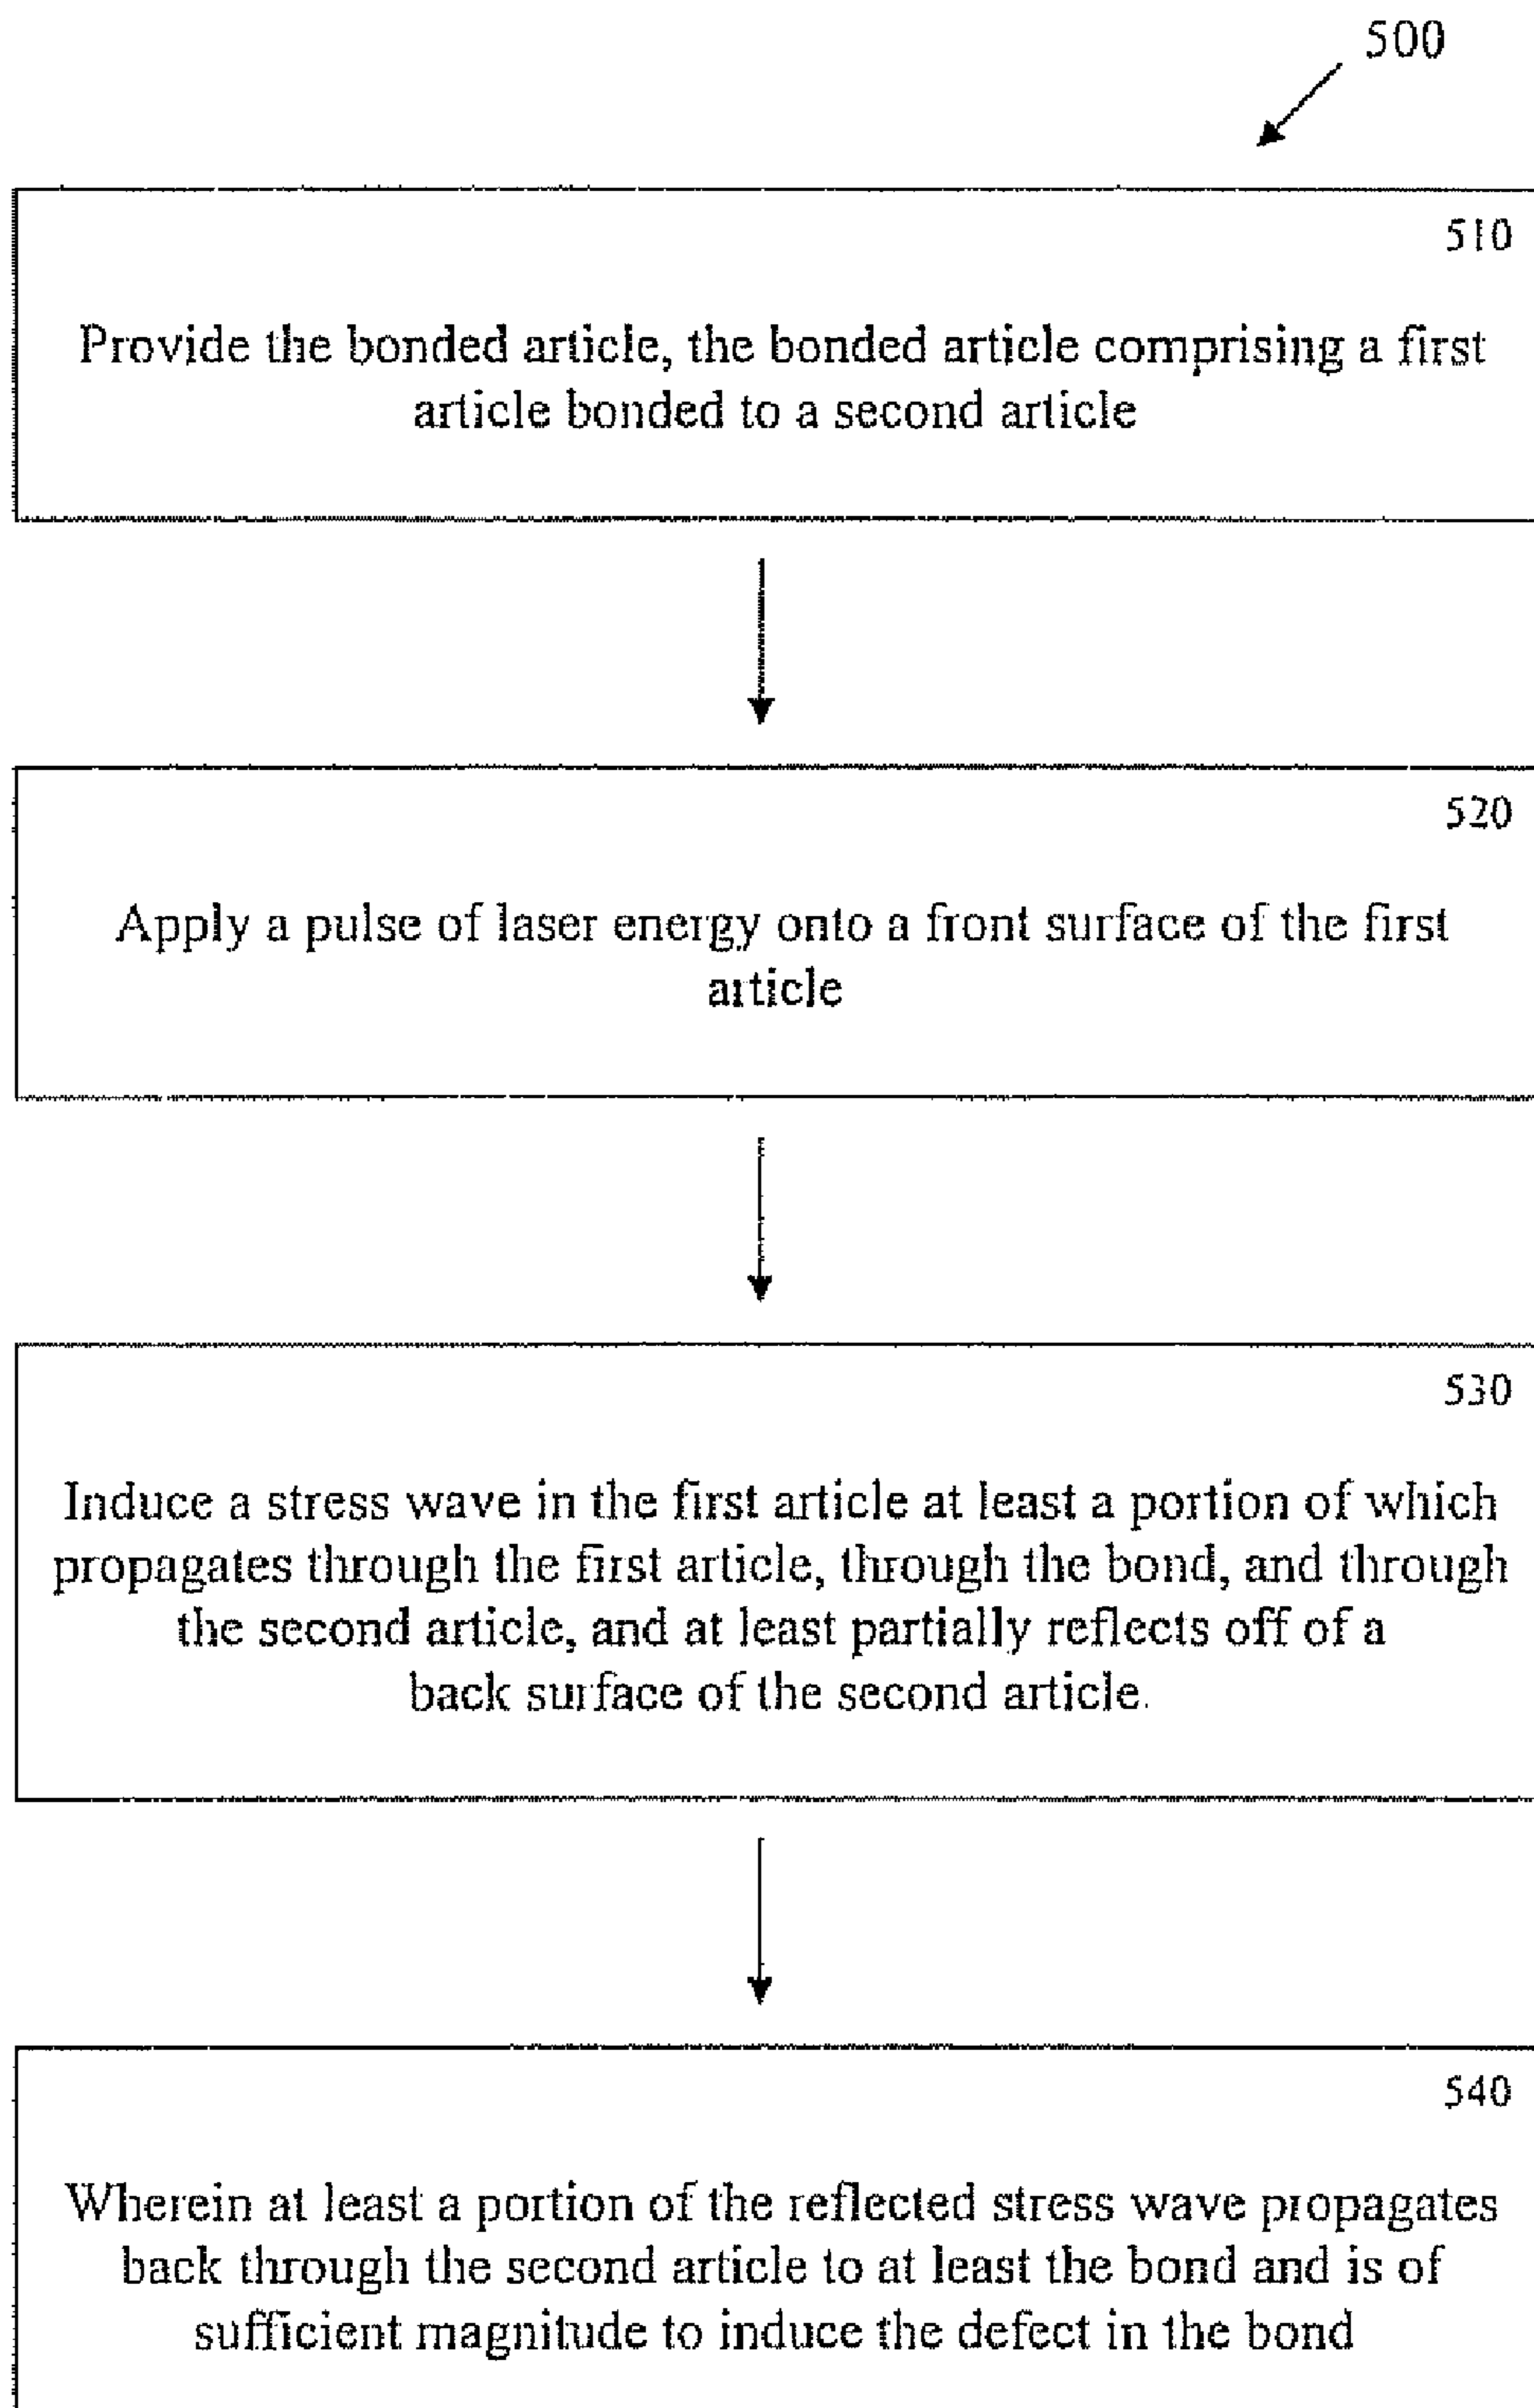 500
510
Provide the bonded article, the bonded article comprising a first
article bonded to a second article
520
Apply a pulse of laser energy onto a front surface of the first
article
530
Induce a stress wave in the first article at least a portion of which
propagates through the first article, through the bond, and through
the second article, and at least partially reflects off of a
back surface of the second article.
540
Wherein at least a portion of the reflected stress wave propagates
back through the second article to at least the bond and is of
sufficient magnitude to induce the defect in the bond